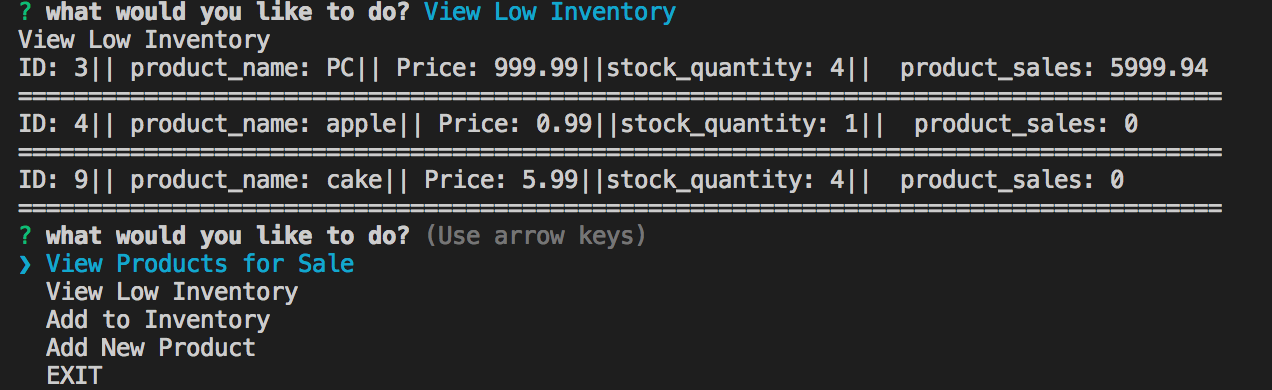 ? what would you like to do? View Low Inventory
View Low Inventory
ID: 3|| product_name: PC|| Price: 999.99||stock_quantity: 4||  product_sales: 5999.94
======================================================================================
ID: 4|| product_name: apple|| Price: 0.99||stock_quantity: 1||  product_sales: 0
======================================================================================
ID: 9|| product_name: cake|| Price: 5.99||stock_quantity: 4||  product_sales: 0
======================================================================================
? what would you like to do? (Use arrow keys)
❯ View Products for Sale
  View Low Inventory
  Add to Inventory
  Add New Product
  EXIT